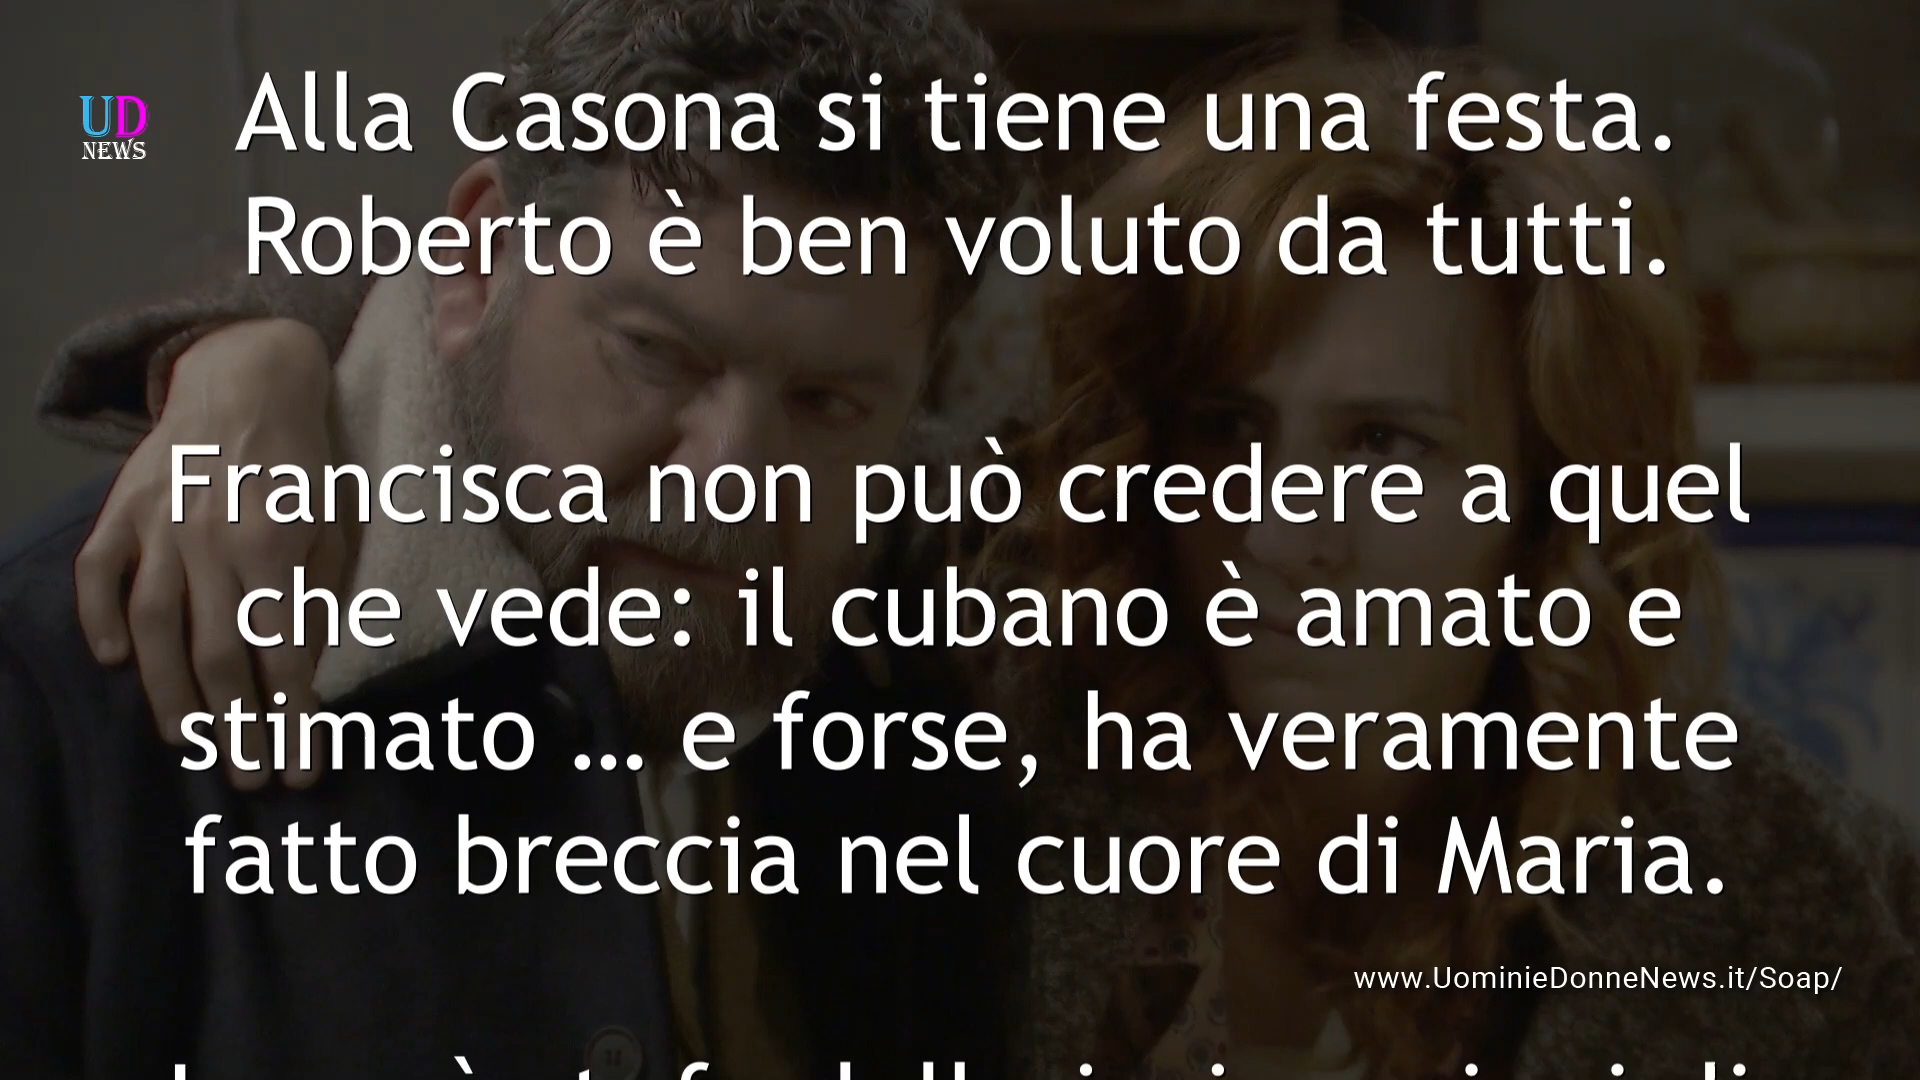 UD
NEWS
Alla Casona si tiene una festa.
Roberto è ben voluto da tutti.
Francisca non può credere a quel
che vede: il cubano è amato e
stimato ... e forse, ha veramente
fatto breccia nel cuore di Maria.
www.UominieDonneNews.it/Soap/